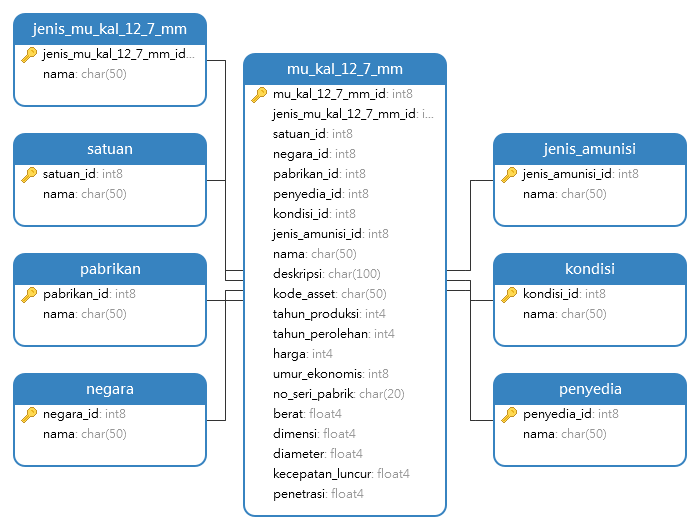 jenis_mu_kal_12_7_mm
jenis_mu_kal_12_7_mm_id...
nama: char(50)
satuan
satuan_id: int8
nama: char(50)
pabrikan
pabrikan_id: int8
nama: char(50)
negara
negara_id: int8
nama: char(50)
mu_kal_12_7_mm
mu_kal_12_7_mm_id: int8
jenis_mu_kal_12_7_mm_id: i...
satuan_id: int8
negara_id: int8
pabrikan_id: int8
penyedia_id: int8
kondisi_id: int8
jenis_amunisi_id: int8
nama: char(50)
deskripsi: char(100)
kode_asset: char(50)
tahun_produksi: int4
tahun_perolehan: int4
harga: int4
umur_ekonomis: int8
no_seri_pabrik: char(20)
berat: float4
dimensi: float4
diameter: float4
kecepatan_luncur: float4
penetrasi: float4
jenis_amunisi
jenis_amunisi_id: int8
nama: char(50)
kondisi
kondisi_id: int8
nama: char(50)
penyedia
penyedia_id: int8
nama: char(50)